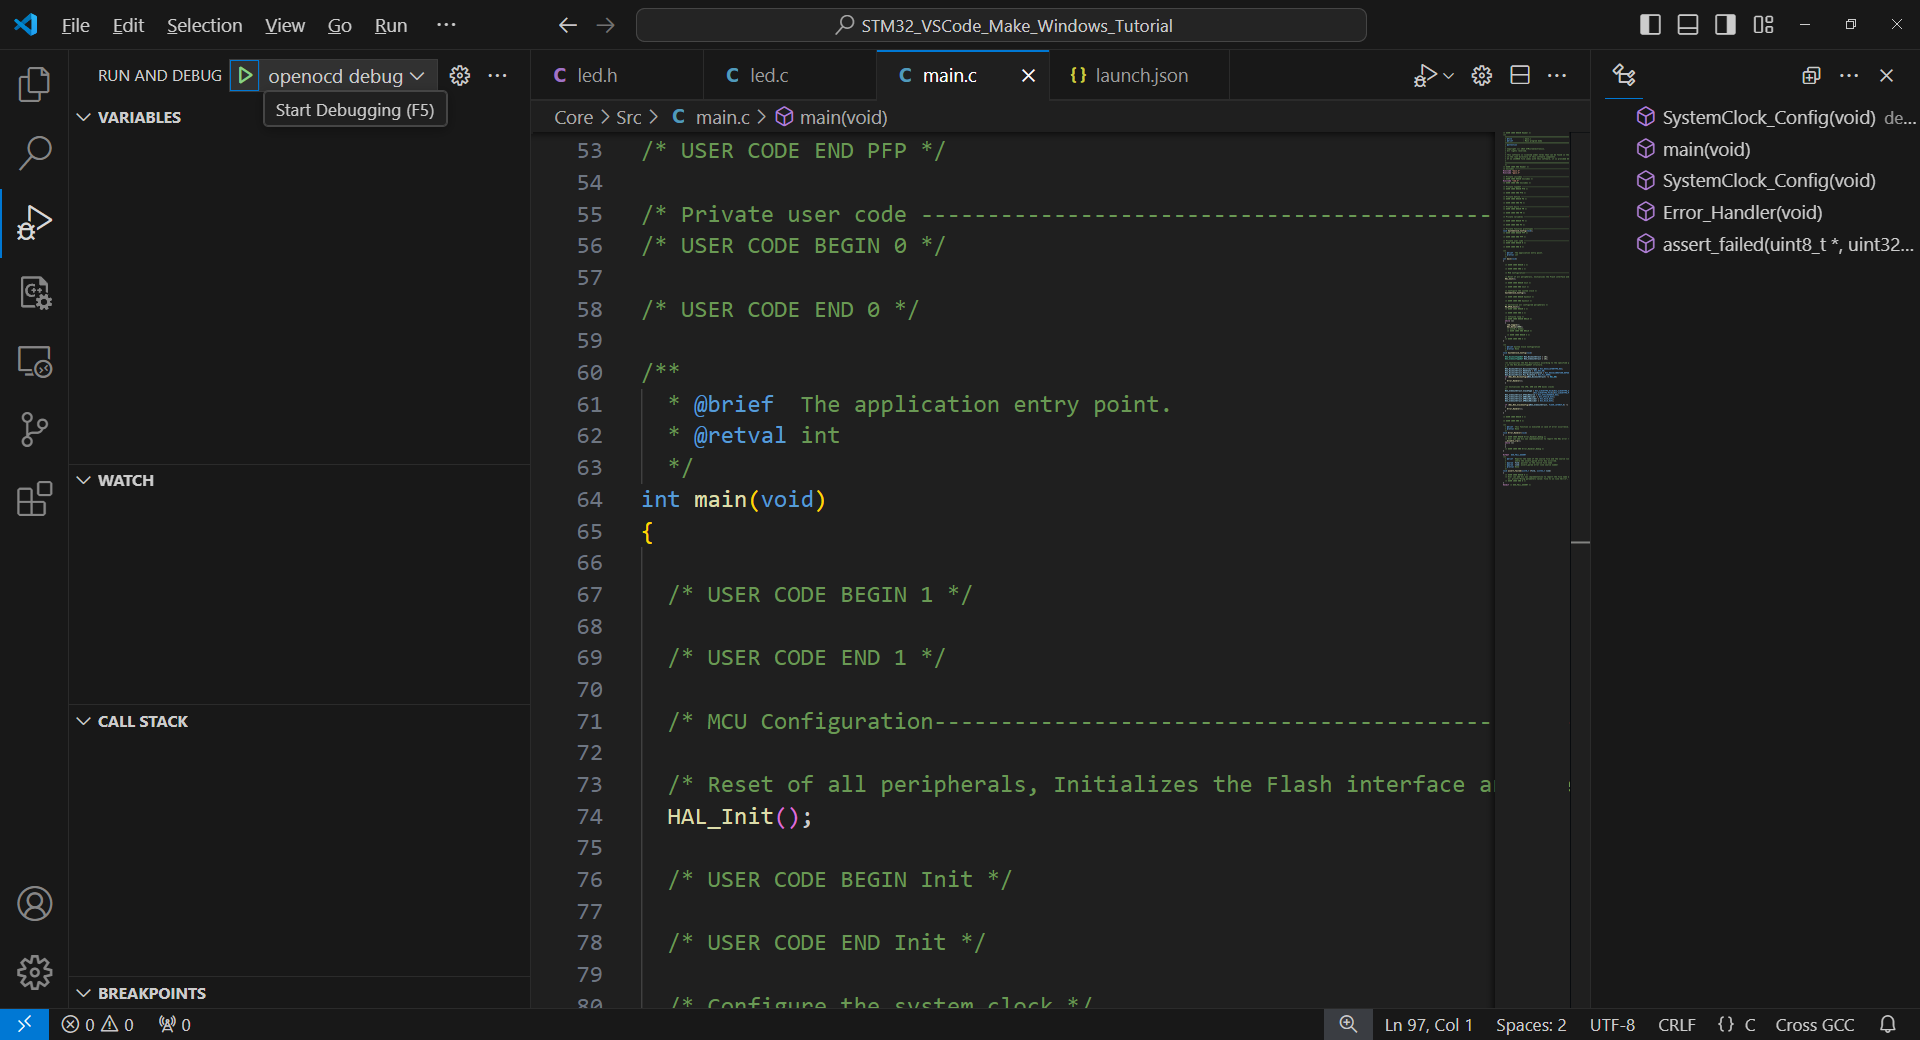 File Edit Selection View Go Run ···
STM32_VSCode_Make_Windows_Tutorial
RUN AND DEBUG openocd debug
Start Debugging (F5)
VARIABLES
WATCH
CALL STACK
BREAKPOINTS
C led.h C led.c C main.c {} launch.json
Core > Src > C main.c > main(void)
53 /* USER CODE END PFP */
54
55 /* Private user code -------------------------------------------
56 /* USER CODE BEGIN 0 */
57
58 /* USER CODE END 0 */
59
60 /**
61 * @brief  The application entry point.
62 * @retval int
63 */
64 int main(void)
65 {
66
67 /* USER CODE BEGIN 1 */
68
69 /* USER CODE END 1 */
70
71 /* MCU Configuration------------------------------------------
72
73 /* Reset of all peripherals, Initializes the Flash interface a
74 HAL_Init();
75
76 /* USER CODE BEGIN Init */
77
78 /* USER CODE END Init */
79
80 /* Configure the system clock */
SystemClock_Config(void) de...
main(void)
SystemClock_Config(void)
Error_Handler(void)
assert_failed(uint8_t *, uint32...
0 0 0 Ln 97, Col 1 Spaces: 2 UTF-8 CRLF {} C Cross GCC